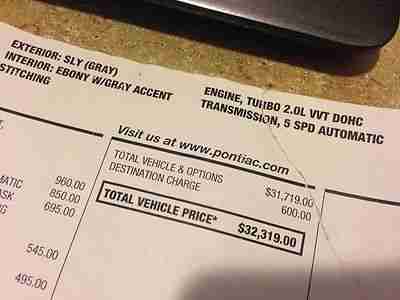 EXTERIOR: SLY (GRAY)
INTERIOR: EBONY W/GRAY ACCENT
STITCHING
ENGINE, TURBO 2.0L VVT DOHC
TRANSMISSION, 5 SPD AUTOMATIC
Visit us at www.pontiac.com
TOTAL VEHICLE & OPTIONS $31,719.00
DESTINATION CHARGE 600.00
TOTAL VEHICLE PRICE* $32,319.00
MATIC 960.00
ASK 850.00
NG 695.00
545.00
495.00